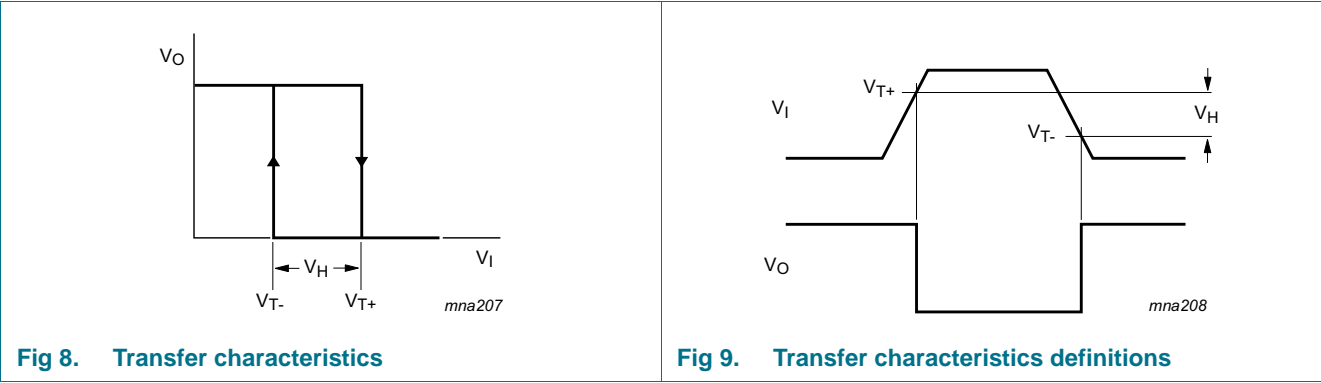 VO
VI
VH
VT-
VT+
mna207
Fig 8. Transfer characteristics
VT+
VI
VH
VT-
VO
mna208
Fig 9. Transfer characteristics definitions